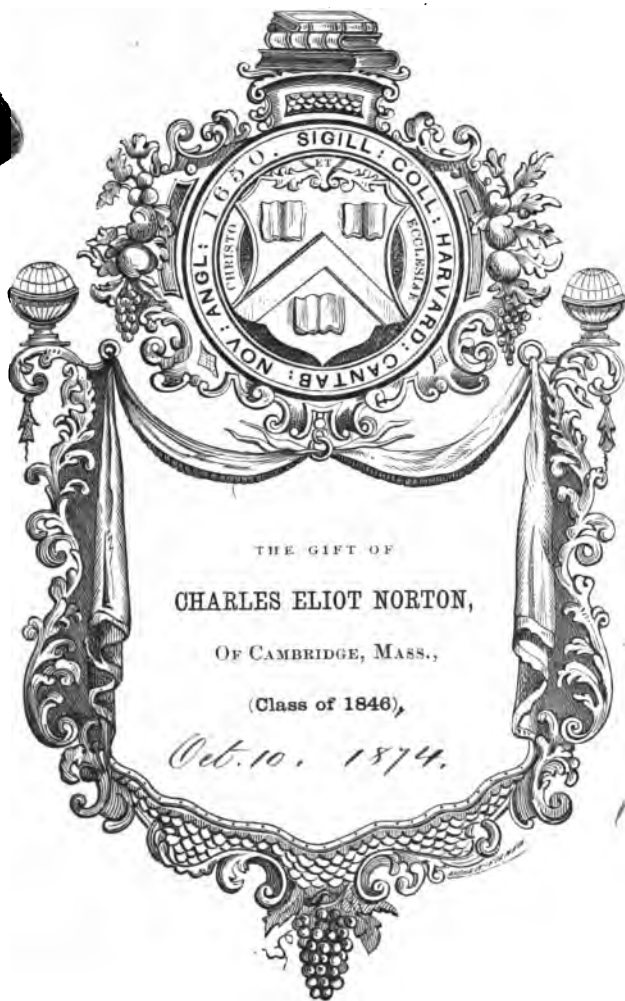 SIGILL: COLL: HARVARD: CANTAB: NOV: ANGL: 1650.
ET
CHRISTO
ECCLESIAE
THE GIFT OF
CHARLES ELIOT NORTON,
OF CAMBRIDGE, MASS.,
(Class of 1846),
Oct. 10. 1874.